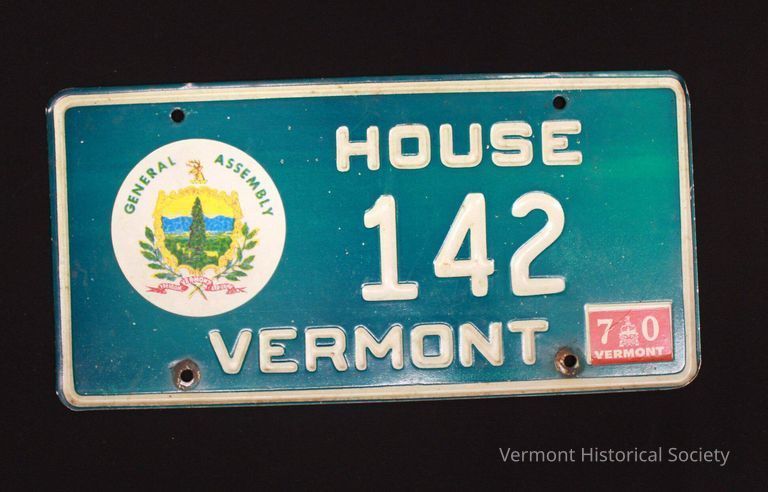 HOUSE
GENERAL ASSEMBLY
142
VERMONT
70
VERMONT
Vermont Historical Society